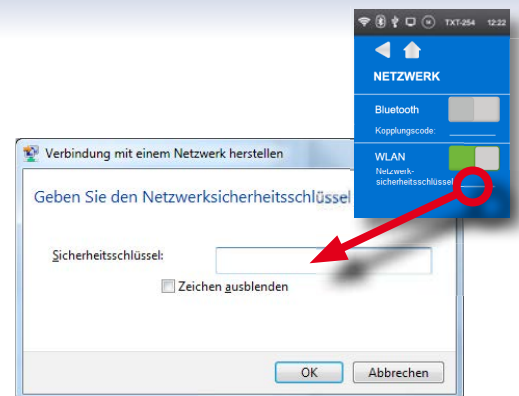 TXT-254 12:22
NETZWERK
Bluetooth
Kopplungscode:
WLAN
Netzwerk-
sicherheitsschlüssel
Verbindung mit einem Netzwerk herstellen
Geben Sie den Netzwerksicherheitsschlüssel
Sicherheitsschlüssel:
Zeichen ausblenden
OK Abbrechen